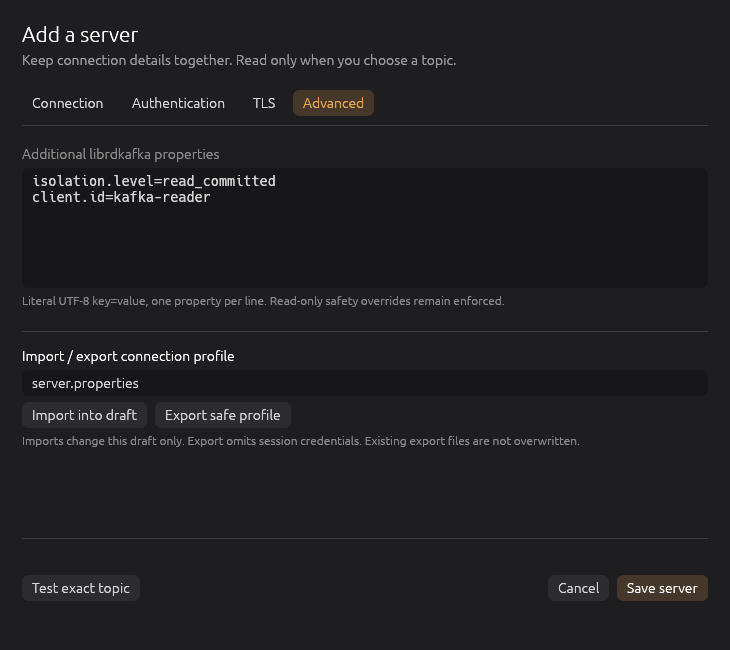 Add a server
Keep connection details together. Read only when you choose a topic.
Connection Authentication TLS Advanced
Additional librdkafka properties
isolation.level=read_committed
client.id=kafka-reader
Literal UTF-8 key=value, one property per line. Read-only safety overrides remain enforced.
Import / export connection profile
server.properties
Import into draft Export safe profile
Imports change this draft only. Export omits session credentials. Existing export files are not overwritten.
Test exact topic Cancel Save server